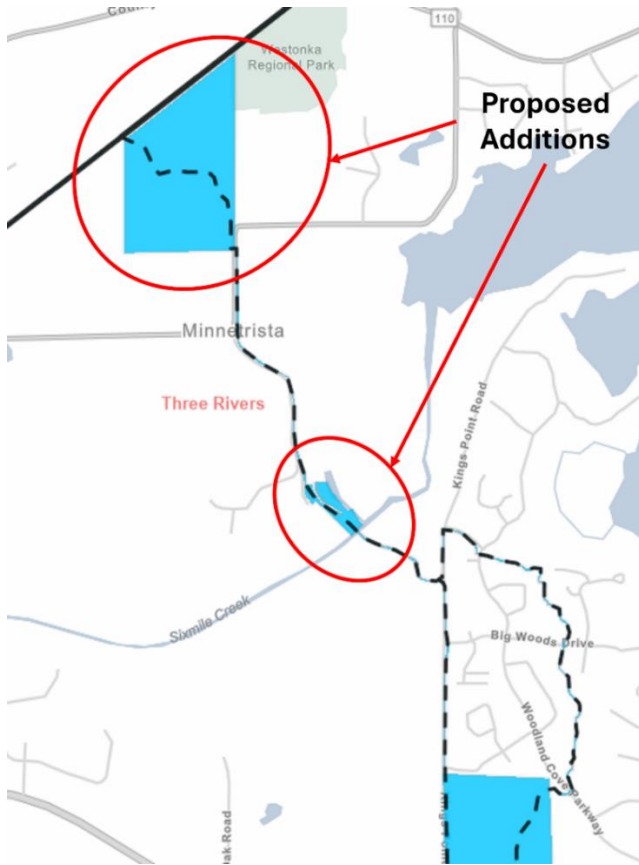 110
Westonka
Regional Park
Proposed
Additions
Minnetrista
Three Rivers
Kings Point Road
Sixmile Creek
Big Woods Drive
Woodland Cove Parkway
Road